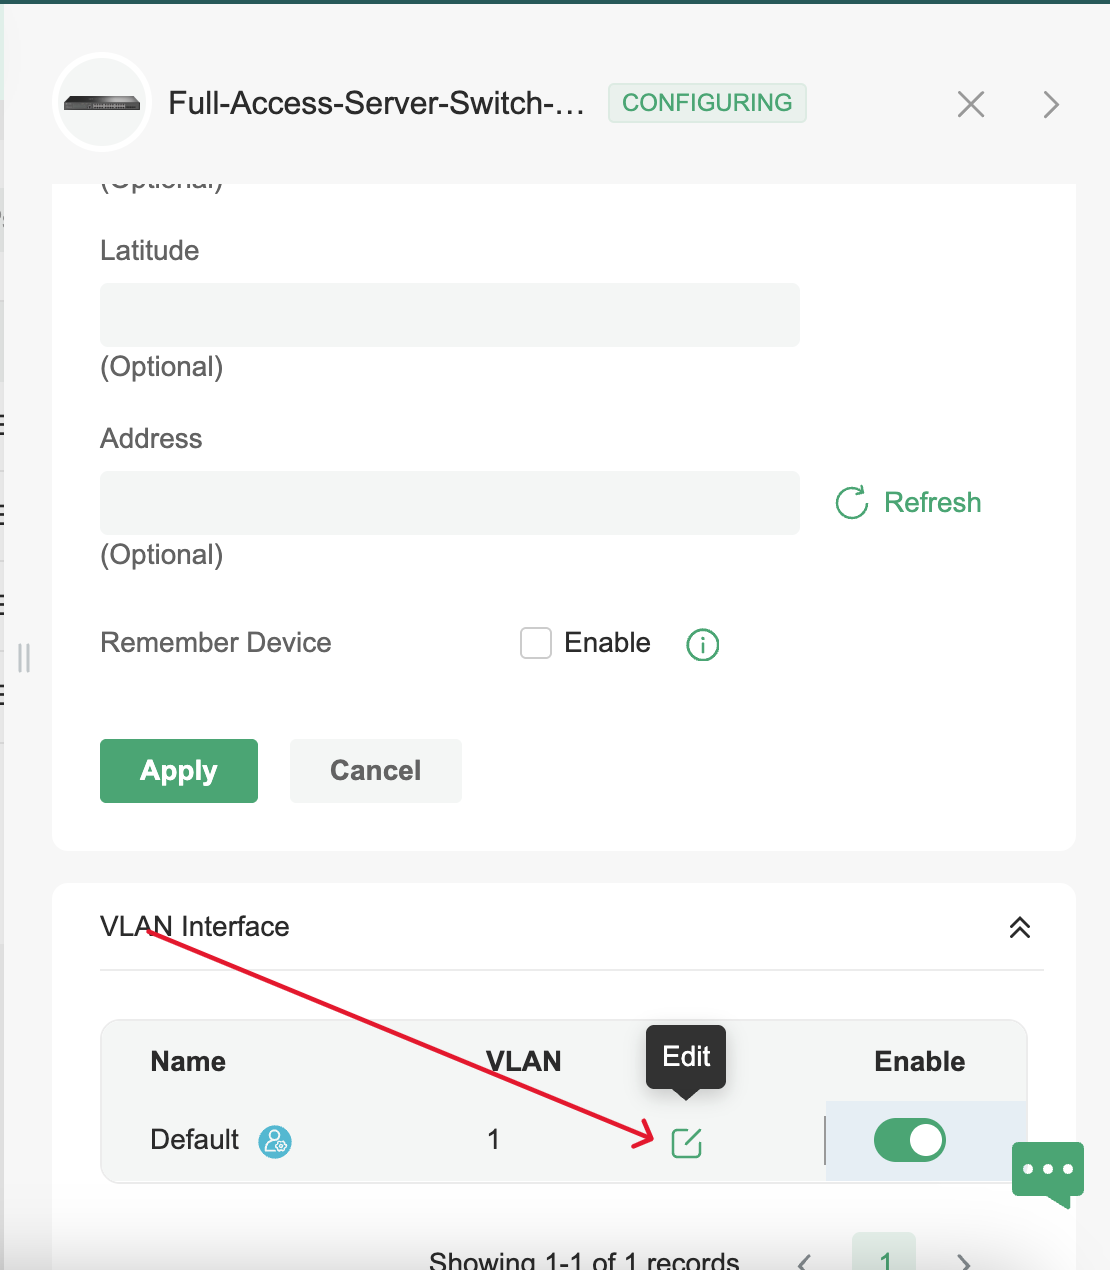 Full-Access-Server-Switch-... CONFIGURING
(Optional)
Latitude
(Optional)
Address
Refresh
(Optional)
Remember Device Enable
Apply Cancel
VLAN Interface
Name VLAN Edit Enable
Default 1
Showing 1-1 of 1 records 1